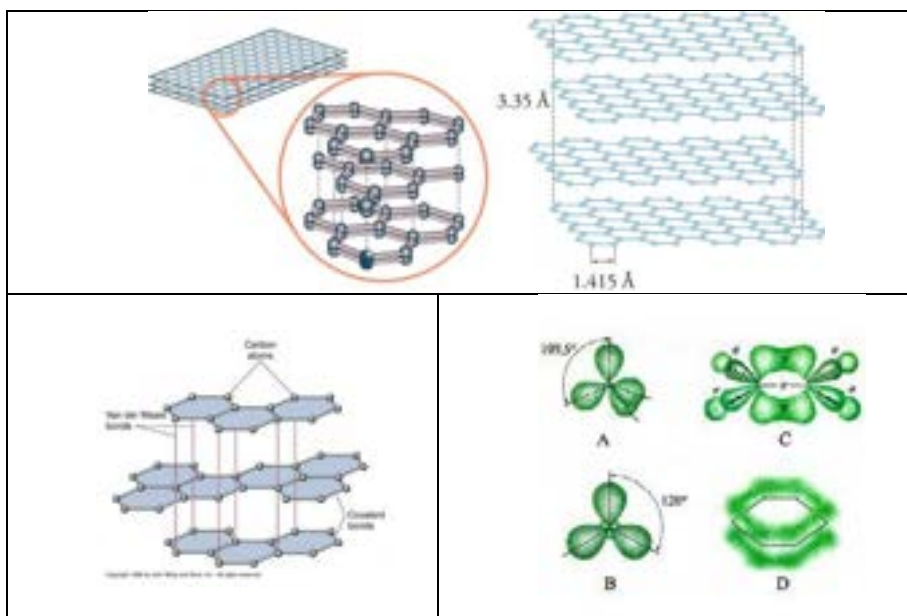 3.35 Å
1.415 Å
Carbon
atoms
Van der Waals
bonds
Covalent
bonds
109,5°
A
σ
σ
σ
σ
σ
C
120°
B
D